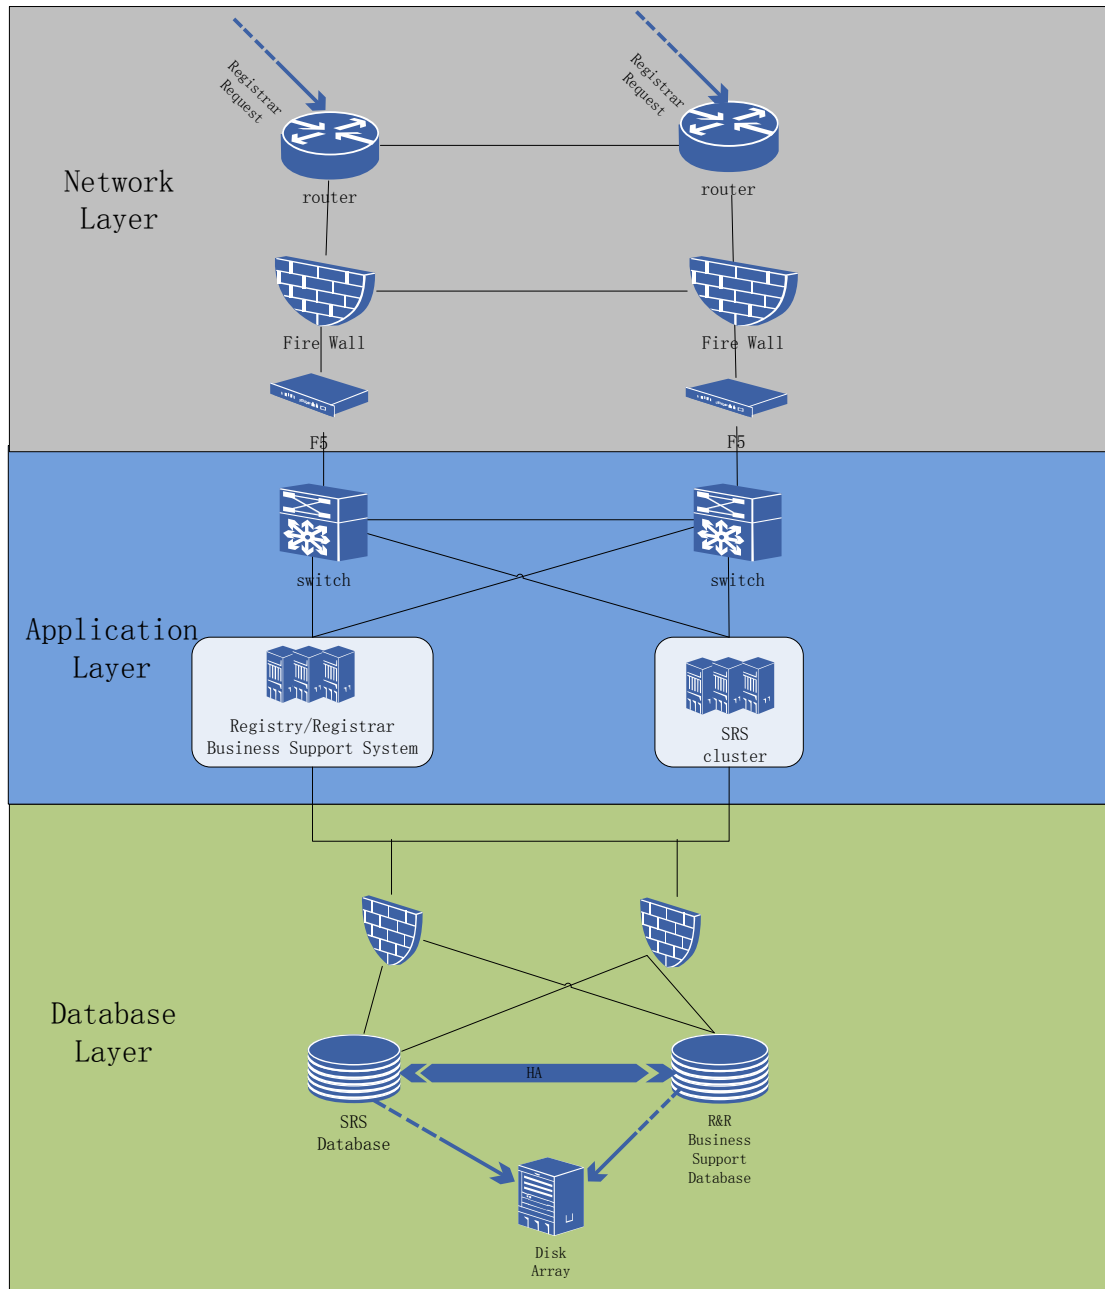 Registrar
Request
Registrar
Request
router
router
Network
Layer
Fire Wall
Fire Wall
F5
F5
switch
switch
Application
Layer
Registry/Registrar
Business Support System
SRS
cluster
Database
Layer
HA
SRS
Database
R&R
Business
Support
Database
Disk
Array